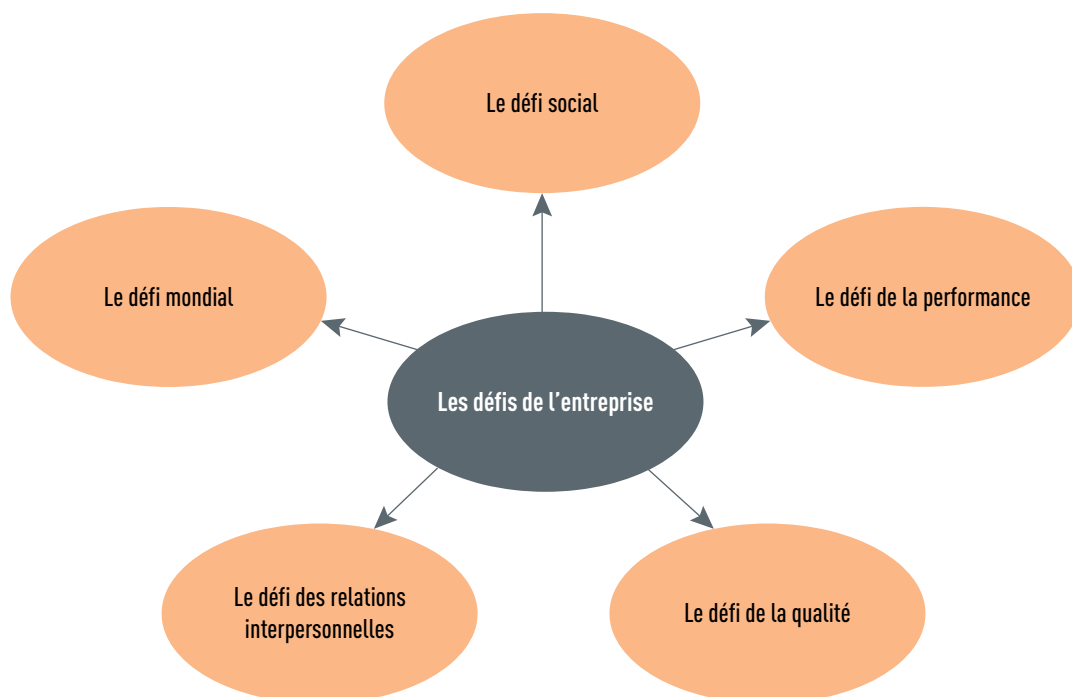 Le défi social
Le défi mondial
Le défi de la performance
Les défis de l’entreprise
Le défi des relations
interpersonnelles
Le défi de la qualité